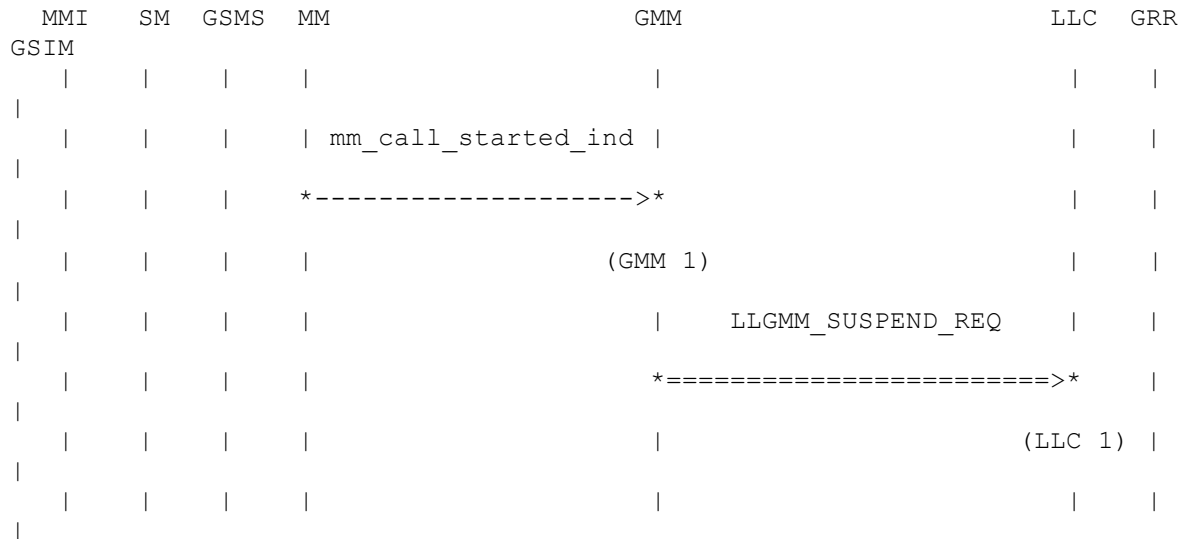 MMI    SM   GSMS  MM                   GMM                       LLC  GRR
GSIM
   |    |    |    |                     |                         |    |
|
   |    |    |    | mm_call_started_ind |                         |    |
|
   |    |    |    *-------------------->*                         |    |
|
   |    |    |    |                  (GMM 1)                      |    |
|
   |    |    |    |                     |    LLGMM_SUSPEND_REQ    |    |
|
   |    |    |    |                     *========================>*    |
|
   |    |    |    |                     |                      (LLC 1) |
|
   |    |    |    |                     |                         |    |
|